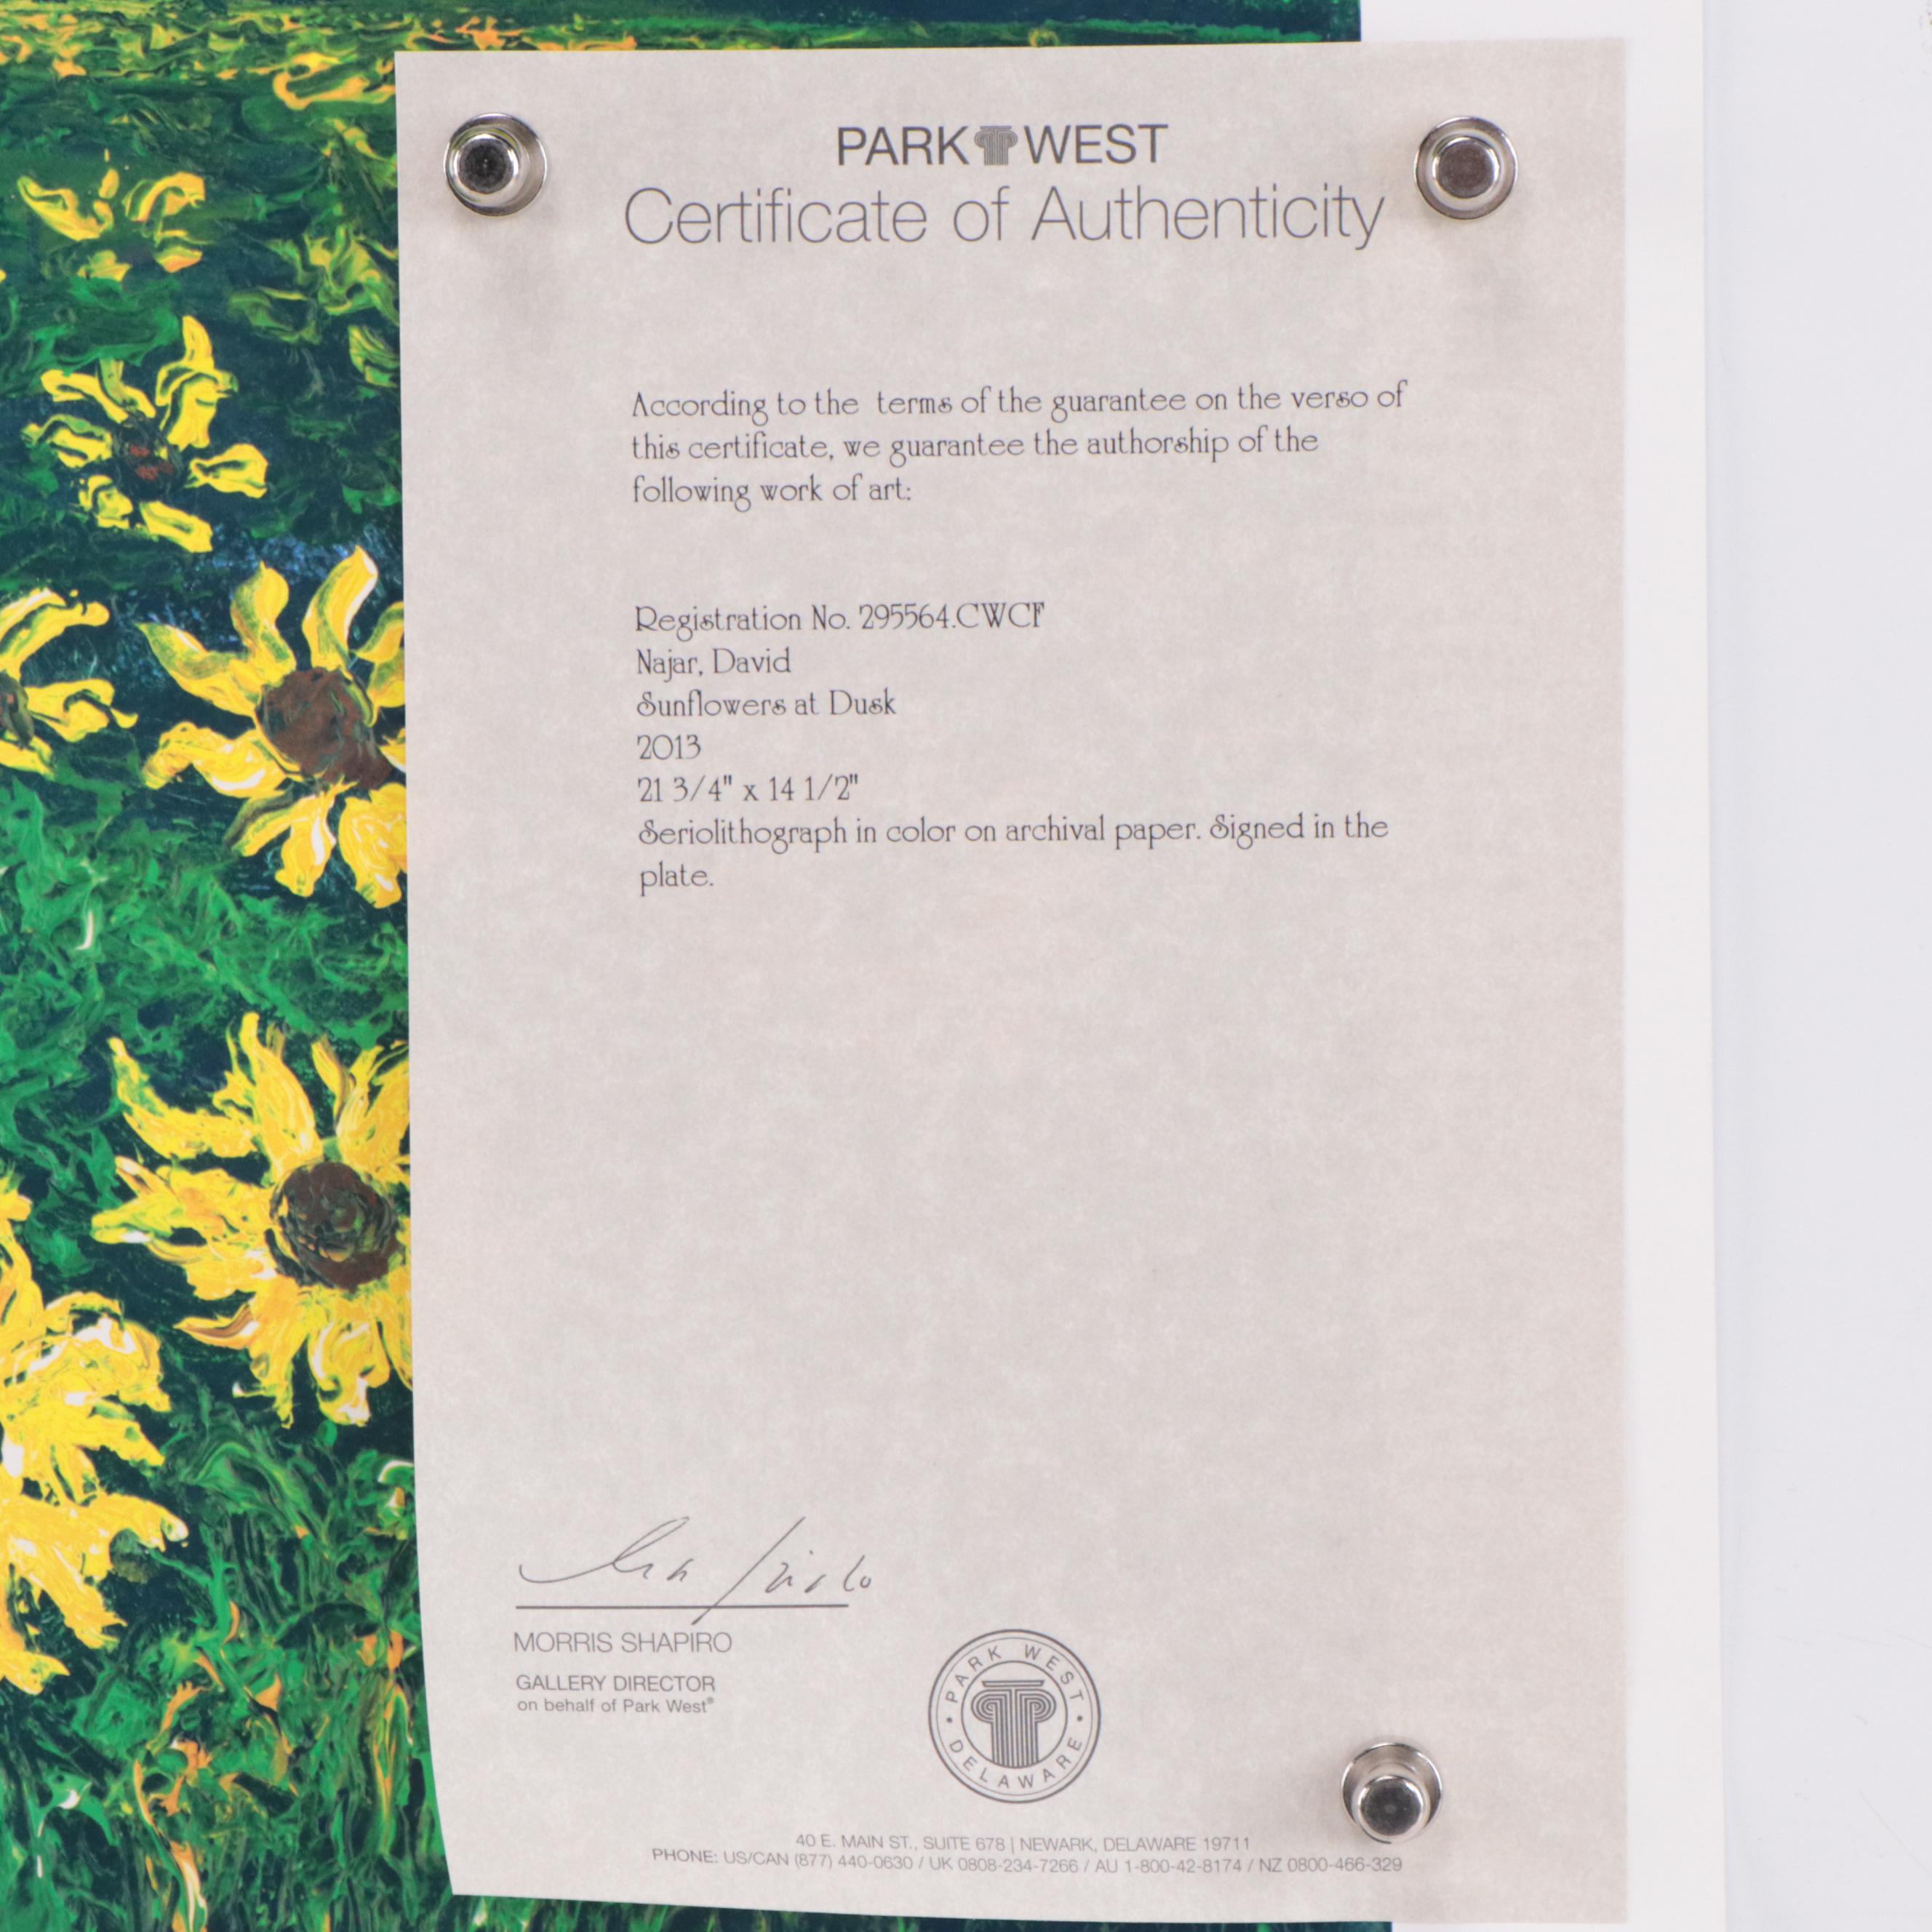 PARK WEST
Certificate of Authenticity
According to the terms of the guarantee on the verso of
this certificate, we guarantee the authorship of the
following work of art:
Registration No. 295564.CWCF
Najar, David
Sunflowers at Dusk
2013
21 3/4" x 14 1/2"
Seriolithograph in color on archival paper. Signed in the
plate.
MORRIS SHAPIRO
GALLERY DIRECTOR
on behalf of Park West®
PARK WEST
DELAWARE
40 E. MAIN ST., SUITE 678 | NEWARK, DELAWARE 19711
PHONE: US/CAN (877) 440-0630 / UK 0808-234-7266 / AU 1-800-42-8174 / NZ 0800-466-329